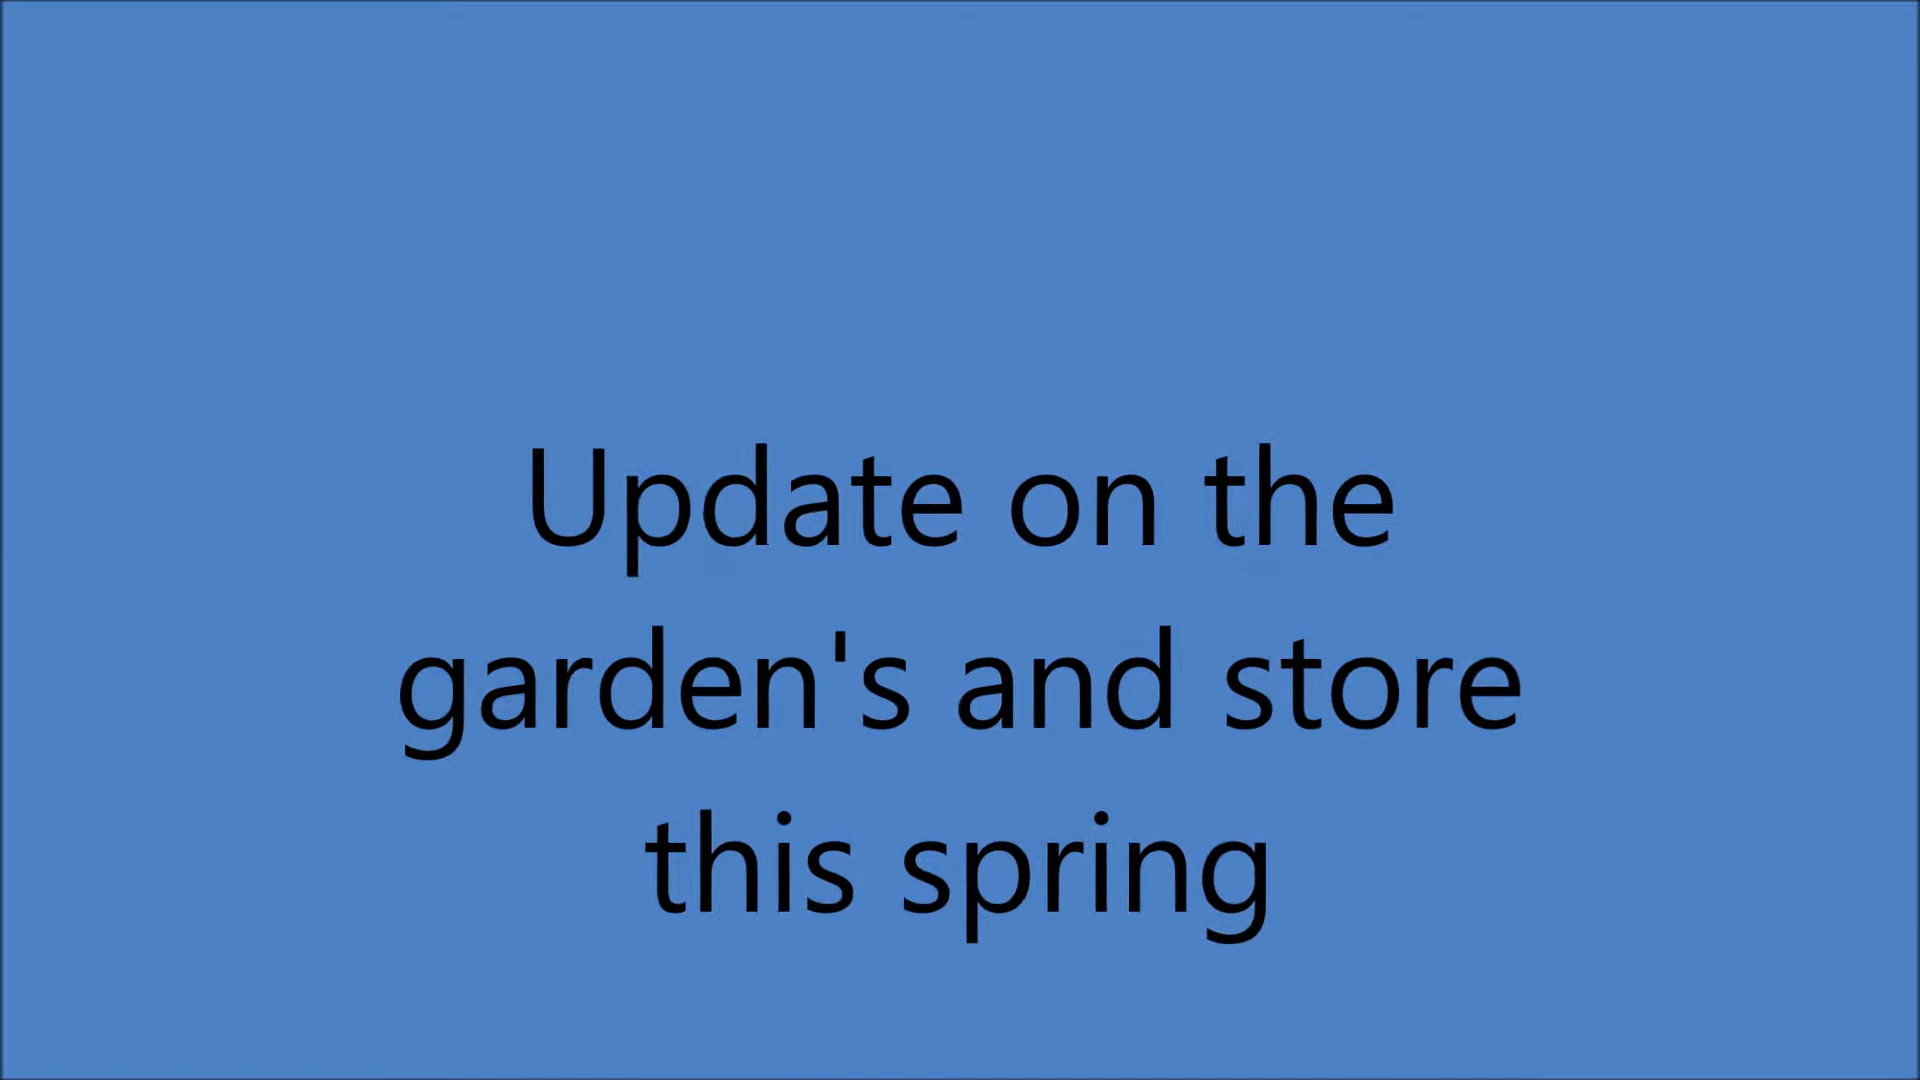 Update on the
garden's and store
this spring